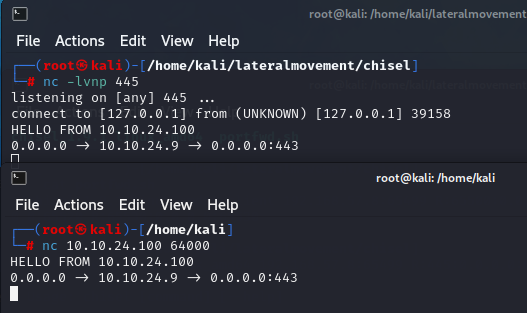 root@kali: /home/kali/lateralmovement
File Actions Edit View Help
┌──(root㉿kali)-[/home/kali/lateralmovement/chisel]
└─# nc -lvnp 445
listening on [any] 445 ...
connect to [127.0.0.1] from (UNKNOWN) [127.0.0.1] 39158
HELLO FROM 10.10.24.100
0.0.0.0 → 10.10.24.9 → 0.0.0.0:443
root@kali: /home/kali
File Actions Edit View Help
┌──(root㉿kali)-[/home/kali]
└─# nc 10.10.24.100 64000
HELLO FROM 10.10.24.100
0.0.0.0 → 10.10.24.9 → 0.0.0.0:443